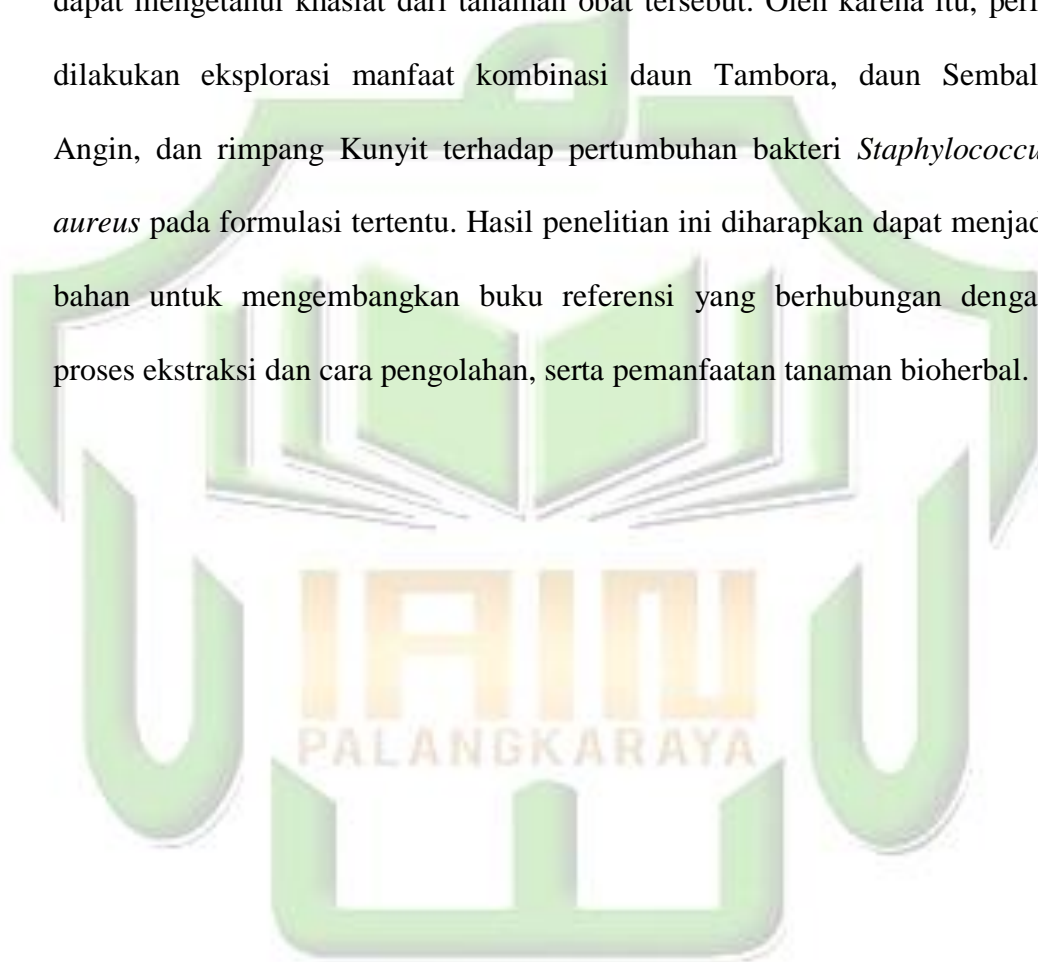 dapat mengetahui khasiat dari tanaman obat tersebut. Oleh karena itu, perl
dilakukan eksplorasi manfaat kombinasi daun Tambora, daun Sembal
Angin, dan rimpang Kunyit terhadap pertumbuhan bakteri Staphylococcu
aureus pada formulasi tertentu. Hasil penelitian ini diharapkan dapat menjad
bahan untuk mengembangkan buku referensi yang berhubungan denga
proses ekstraksi dan cara pengolahan, serta pemanfaatan tanaman bioherbal.
IAIN
PALANGKARAYA